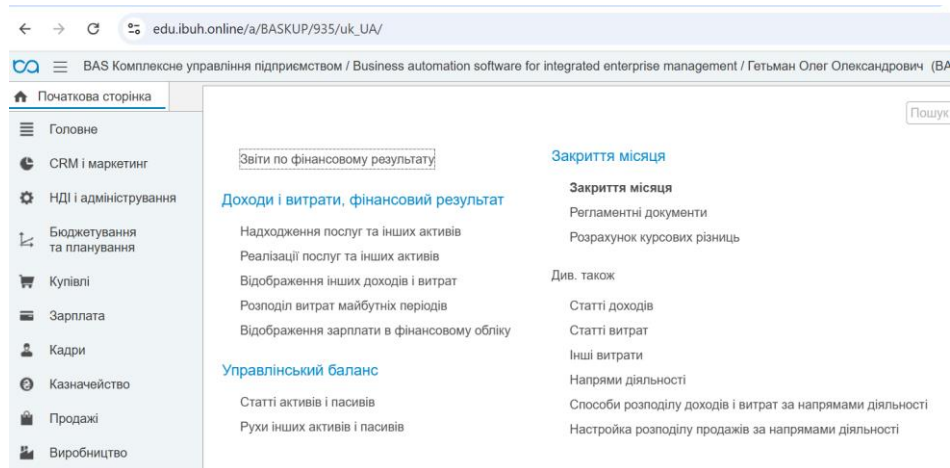 edu.ibuh.online/a/BASKUP/935/uk_UA/
BAS Комплексне управління підприємством / Business automation software for integrated enterprise management / Гетьман Олег Олександрович (BA
Початкова сторінка
Головне
CRM і маркетинг
НДІ і адміністрування
Бюджетування
та планування
Купівлі
Зарплата
Кадри
Казначейство
Продажі
Виробництво
Пошук
Звіти по фінансовому результату
Доходи і витрати, фінансовий результат
Надходження послуг та інших активів
Реалізації послуг та інших активів
Відображення інших доходів і витрат
Розподіл витрат майбутніх періодів
Відображення зарплати в фінансовому обліку
Управлінський баланс
Статті активів і пасивів
Рухи інших активів і пасивів
Закриття місяця
Закриття місяця
Регламентні документи
Розрахунок курсових різниць
Див. також
Статті доходів
Статті витрат
Інші витрати
Напрями діяльності
Способи розподілу доходів і витрат за напрямами діяльності
Настройка розподілу продажів за напрямами діяльності